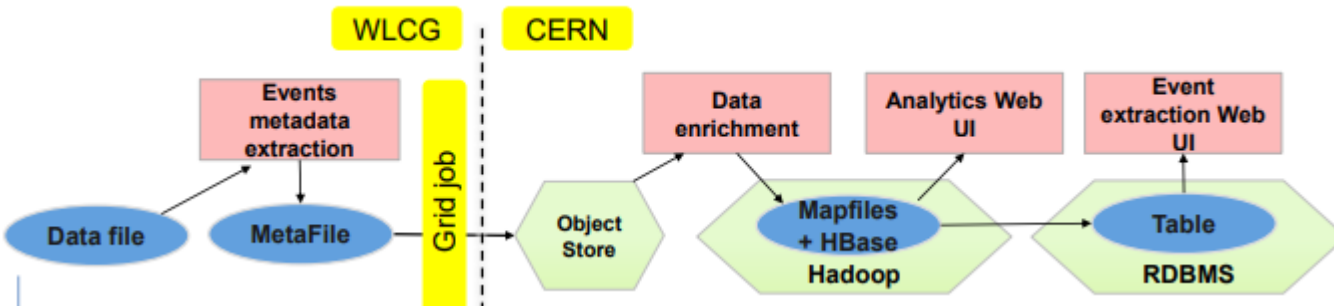 WLCG
CERN
Events
metadata
extraction
Data
enrichment
Analytics Web
UI
Event
extraction Web
UI
Grid job
Data file
MetaFile
Object
Store
Mapfiles
+ HBase
Hadoop
Table
RDBMS